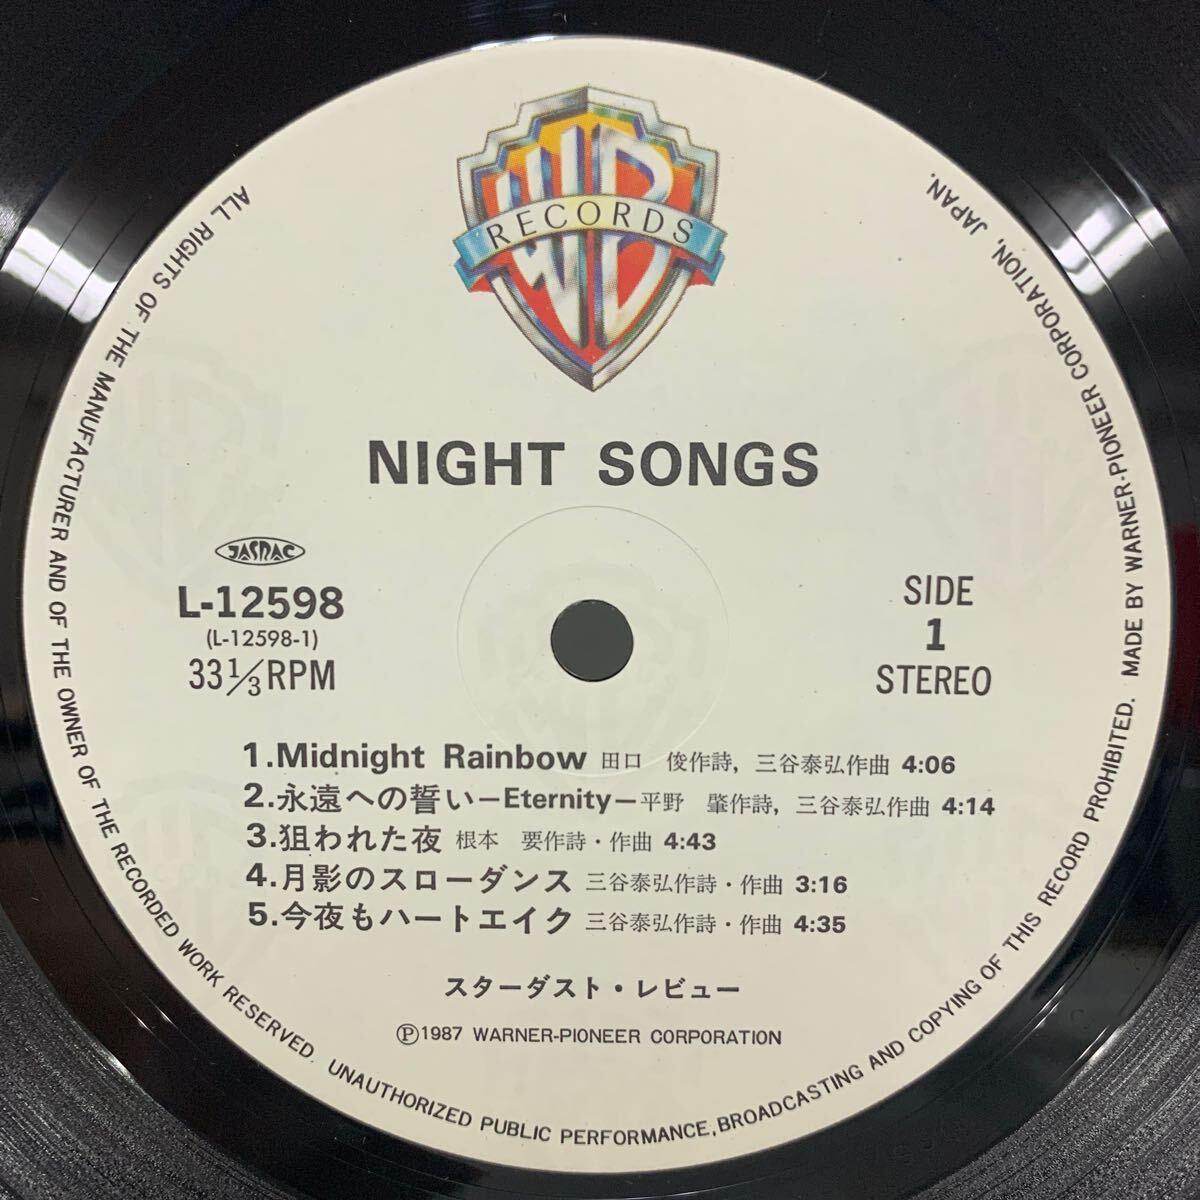 WB
RECORDS
NIGHT SONGS
JASRAC
L-12598
(L-12598-1)
33 1/3 RPM
SIDE
1
STEREO
1.Midnight Rainbow 田口 俊作詩, 三谷泰弘作曲 4:06
2.永遠への誓い－Eternity－平野 肇作詩, 三谷泰弘作曲 4:14
3.狙われた夜 根本 要作詩・作曲 4:43
4.月影のスローダンス 三谷泰弘作詩・作曲 3:16
5.今夜もハートエイク 三谷泰弘作詩・作曲 4:35
スターダスト・レビュー
Ⓟ1987 WARNER-PIONEER CORPORATION
ALL RIGHTS OF THE MANUFACTURER AND OF THE OWNER OF THE RECORDED WORK RESERVED. UNAUTHORIZED PUBLIC PERFORMANCE, BROADCASTING AND COPYING OF THIS RECORD PROHIBITED. MADE BY WARNER-PIONEER CORPORATION, JAPAN.